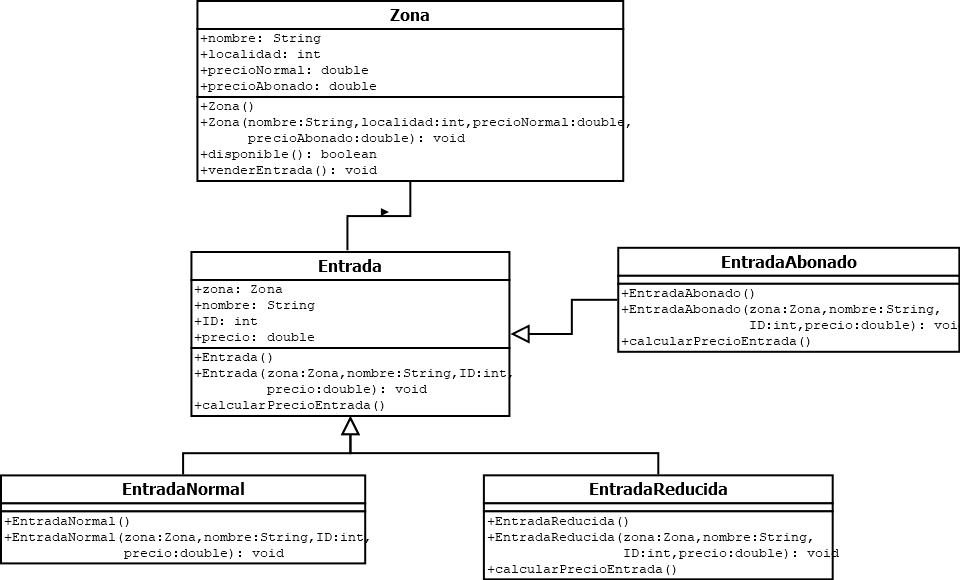 Zona
+nombre: String
+localidad: int
+precioNormal: double
+precioAbonado: double
+Zona()
+Zona(nombre:String,localidad:int,precioNormal:double,
precioAbonado:double): void
+disponible(): boolean
+venderEntrada(): void
Entrada
+zona: Zona
+nombre: String
+ID: int
+precio: double
+Entrada()
+Entrada(zona:Zona,nombre:String,ID:int,
precio:double): void
+calcularPrecioEntrada()
EntradaAbonado
+EntradaAbonado()
+EntradaAbonado(zona:Zona,nombre:String,
ID:int,precio:double): voi
+calcularPrecioEntrada()
EntradaNormal
+EntradaNormal()
+EntradaNormal(zona:Zona,nombre:String,ID:int,
precio:double): void
EntradaReducida
+EntradaReducida()
+EntradaReducida(zona:Zona,nombre:String,
ID:int,precio:double): void
+calcularPrecioEntrada()